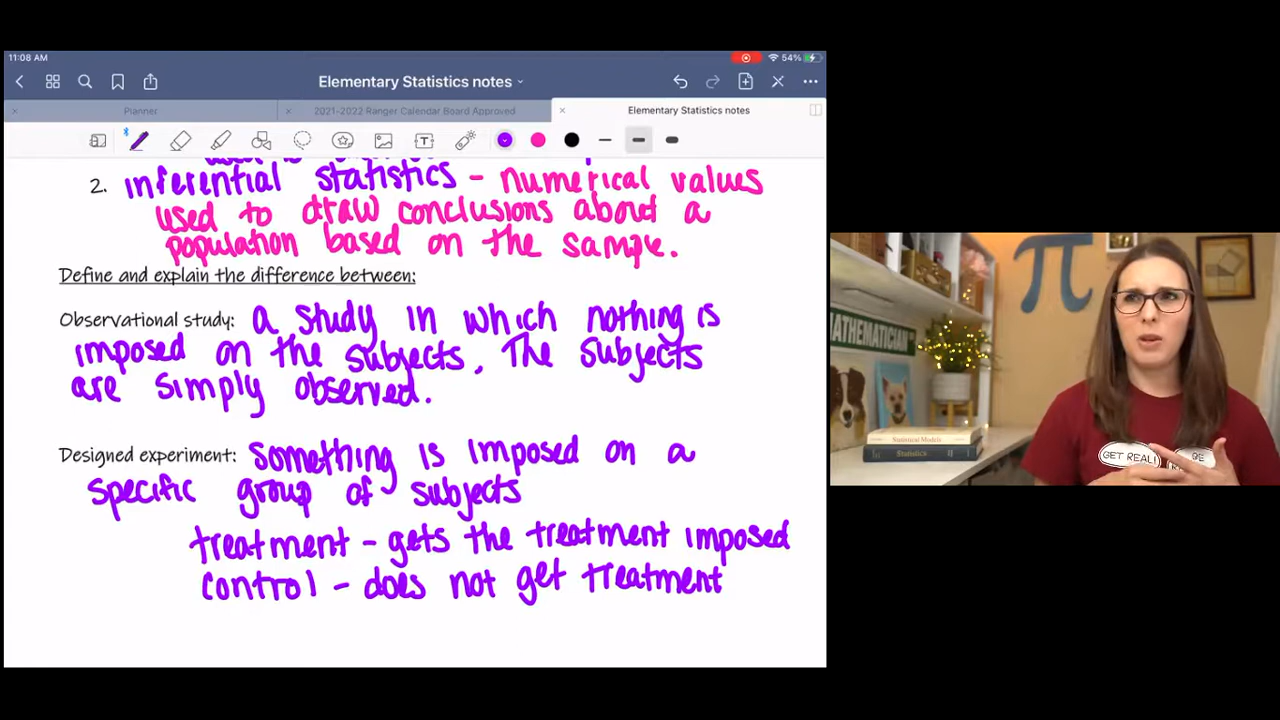 11:08 AM
54%
Elementary Statistics notes
Planner
2021-2022 Ranger Calendar Board Approved
Elementary Statistics notes
T
2. inferential statistics - numerical values
used to draw conclusions about a
population based on the sample.
Define and explain the difference between:
Observational study: a study in which nothing is
imposed on the subjects. The subjects
are simply observed.
Designed experiment: something is imposed on a
specific group of subjects
treatment - gets the treatment imposed
control - does not get treatment
MATHEMATICIAN
π
Statistical Models
Statistics
GET REAL!
BE